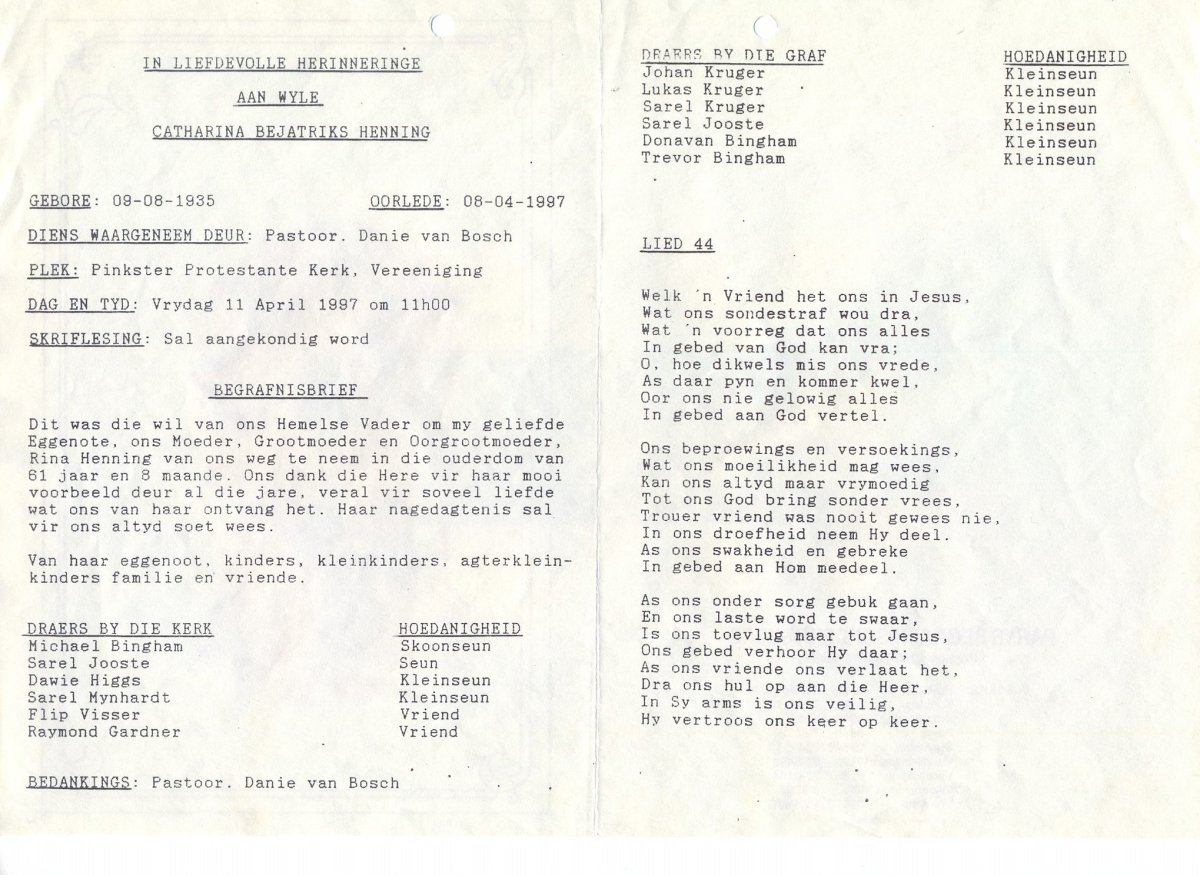 IN LIEFDEVOLLE HERINNERINGE
AAN WYLE
CATHARINA BEJATRIKS HENNING
GEBORE: 09-08-1935 OORLEDE: 08-04-1997
DIENS WAARGENEEM DEUR: Pastoor. Danie van Bosch
PLEK: Pinkster Protestante Kerk, Vereeniging
DAG EN TYD: Vrydag 11 April 1997 om 11h00
SKRIFLESING: Sal aangekondig word
BEGRAFNISBRIEF
Dit was die wil van ons Hemelse Vader om my geliefde
Eggenote, ons Moeder, Grootmoeder en Oorgrootmoeder,
Rina Henning van ons weg te neem in die ouderdom van
61 jaar en 8 maande. Ons dank die Here vir haar mooi
voorbeeld deur al die jare, veral vir soveel liefde
wat ons van haar ontvang het. Haar nagedagtenis sal
vir ons altyd soet wees.
Van haar eggenoot, kinders, kleinkinders, agterklein-
kinders familie en vriende.
DRAERS BY DIE KERK HOEDANIGHEID
Michael Bingham Skoonseun
Sarel Jooste Seun
Dawie Higgs Kleinseun
Sarel Mynhardt Kleinseun
Flip Visser Vriend
Raymond Gardner Vriend
BEDANKINGS: Pastoor. Danie van Bosch
DRAERS BY DIE GRAF HOEDANIGHEID
Johan Kruger Kleinseun
Lukas Kruger Kleinseun
Sarel Kruger Kleinseun
Sarel Jooste Kleinseun
Donavan Bingham Kleinseun
Trevor Bingham Kleinseun
LIED 44
Welk 'n Vriend het ons in Jesus,
Wat ons sondestraf wou dra,
Wat 'n voorreg dat ons alles
In gebed van God kan vra;
O, hoe dikwels mis ons vrede,
As daar pyn en kommer kwel,
Oor ons nie gelowig alles
In gebed aan God vertel.
Ons beproewings en versoekings,
Wat ons moeilikheid mag wees,
Kan ons altyd maar vrymoedig
Tot ons God bring sonder vrees,
Trouer vriend was nooit gewees nie,
In ons droefheid neem Hy deel.
As ons swakheid en gebreke
In gebed aan Hom meedeel.
As ons onder sorg gebuk gaan,
En ons laste word te swaar,
Is ons toevlug maar tot Jesus,
Ons gebed verhoor Hy daar;
As ons vriende ons verlaat het,
Dra ons hul op aan die Heer,
In Sy arms is ons veilig,
Hy vertroos ons keer op keer.